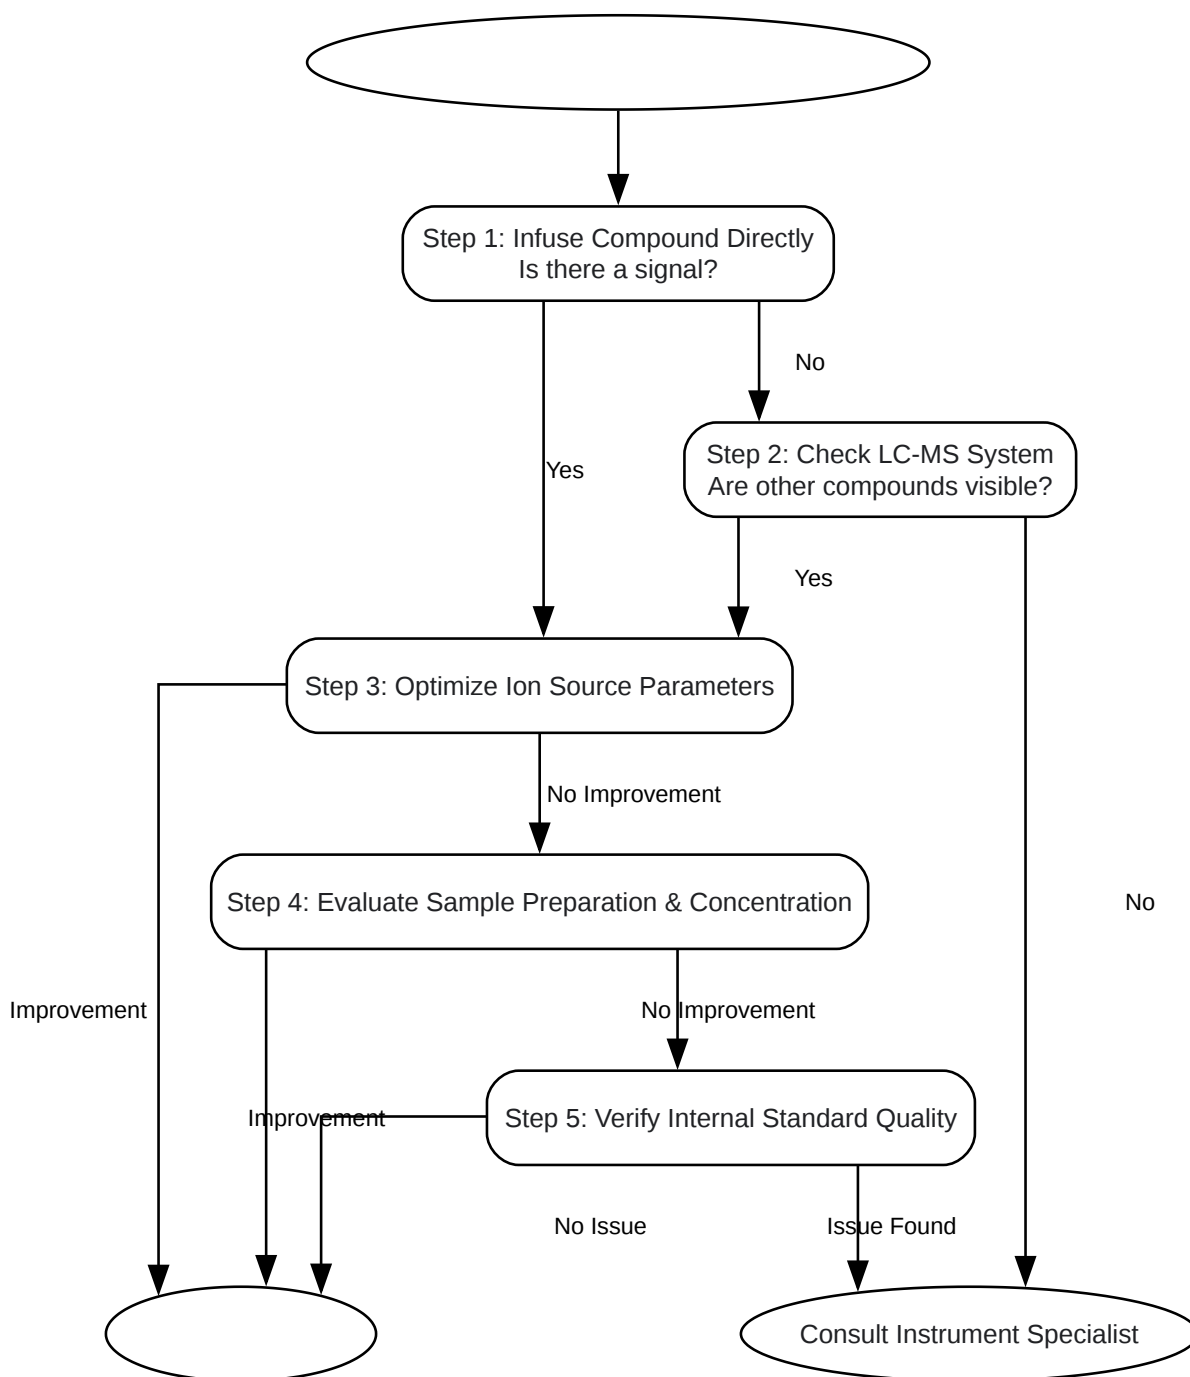 Step 1: Infuse Compound Directly
Is there a signal?
No
Step 2: Check LC-MS System
Are other compounds visible?
Yes
Yes
Step 3: Optimize Ion Source Parameters
No Improvement
Step 4: Evaluate Sample Preparation & Concentration
No
Improvement
No Improvement
Improvement
Step 5: Verify Internal Standard Quality
No Issue
Issue Found
Consult Instrument Specialist